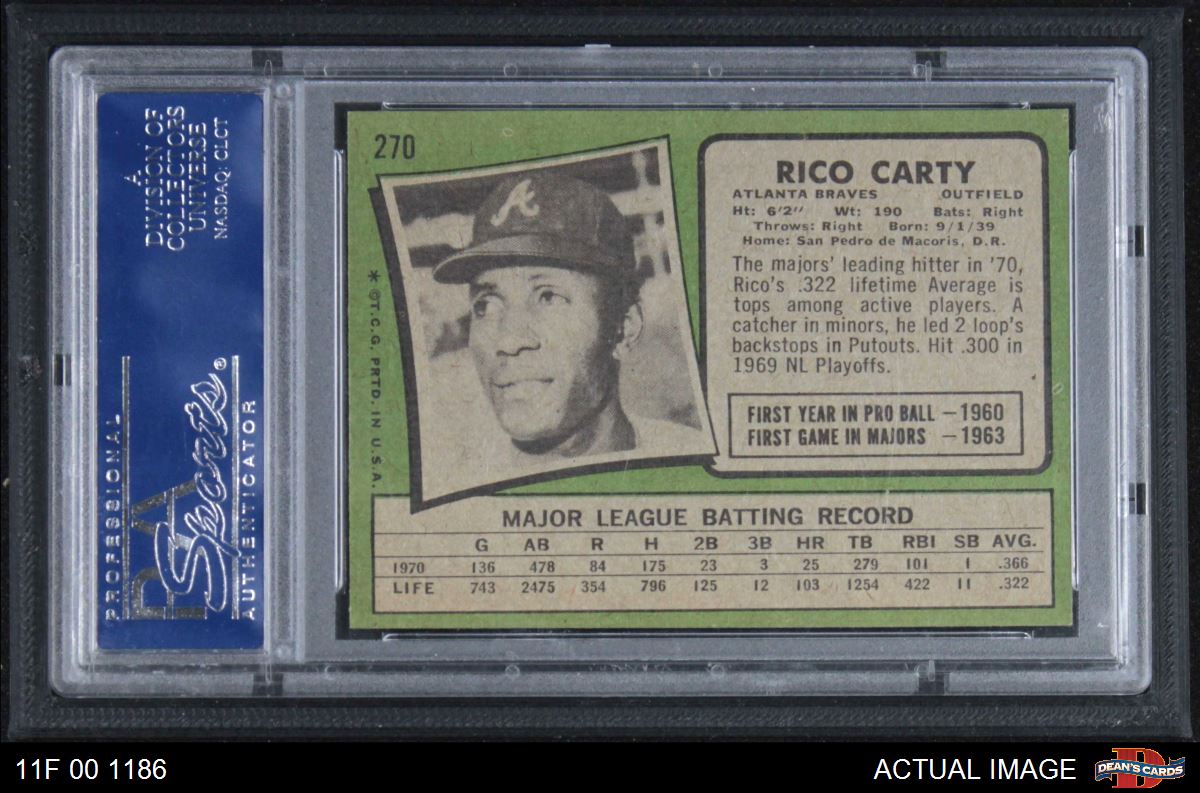 A
DIVISION OF
COLLECTORS
UNIVERSE
NASDAQ: CLCT
PROFESSIONAL
PSA
Sports®
AUTHENTICATOR
270
A
* ©T.C.G. PRTD. IN U.S.A.
RICO CARTY
ATLANTA BRAVES OUTFIELD
Ht: 6'2" Wt: 190 Bats: Right
Throws: Right Born: 9/1/39
Home: San Pedro de Macoris, D.R.
The majors' leading hitter in '70,
Rico's .322 lifetime Average is
tops among active players. A
catcher in minors, he led 2 loop's
backstops in Putouts. Hit .300 in
1969 NL Playoffs.
FIRST YEAR IN PRO BALL — 1960
FIRST GAME IN MAJORS — 1963
MAJOR LEAGUE BATTING RECORD
G AB R H 2B 3B HR TB RBI SB AVG.
1970 136 478 84 175 23 3 25 279 101 1 .366
LIFE 743 2475 354 796 125 12 103 1254 422 11 .322
11F 00 1186
ACTUAL IMAGE
D
DEAN'S CARDS